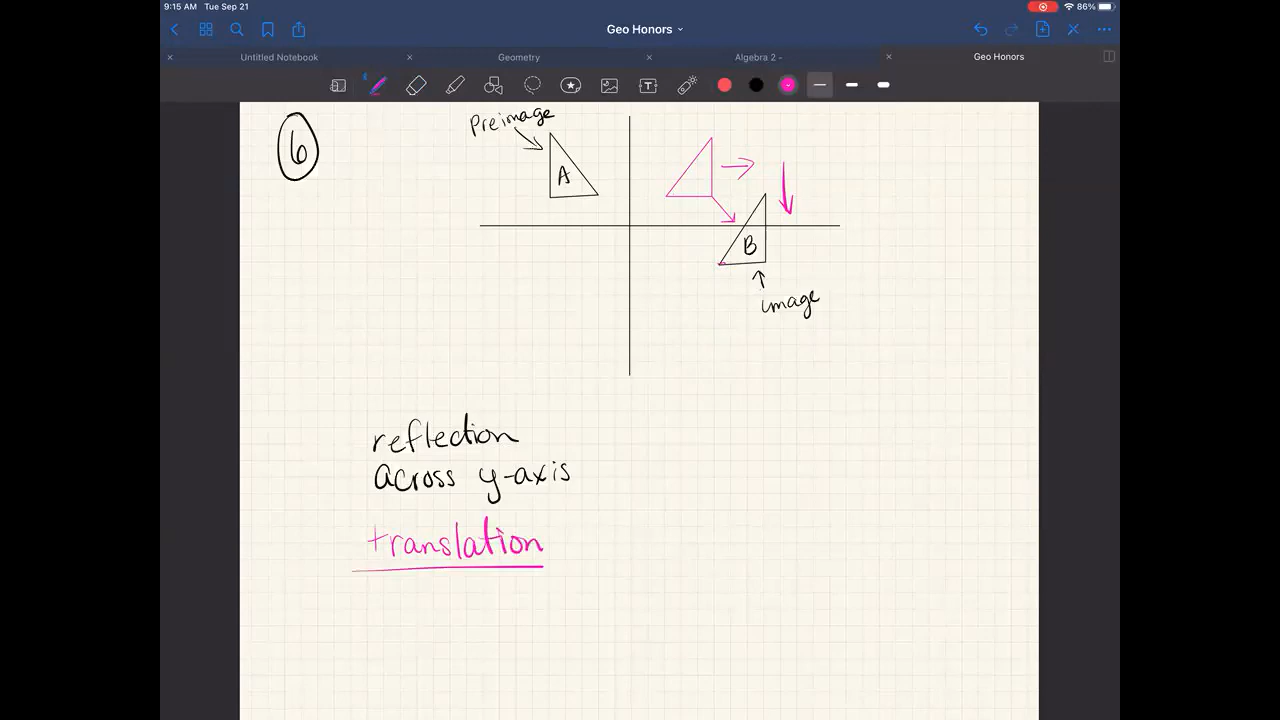 9:15 AM Tue Sep 21
86%
Geo Honors
Untitled Notebook
Geometry
Algebra 2 -
Geo Honors
6
Preimage
A
B
image
reflection
across y-axis
translation